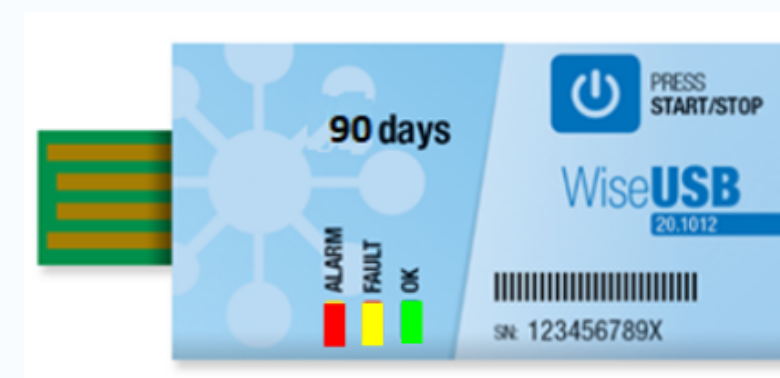 90 days
ALARM
FAULT
OK
PRESS
START/STOP
WiseUSB
20.1012
SN: 123456789X